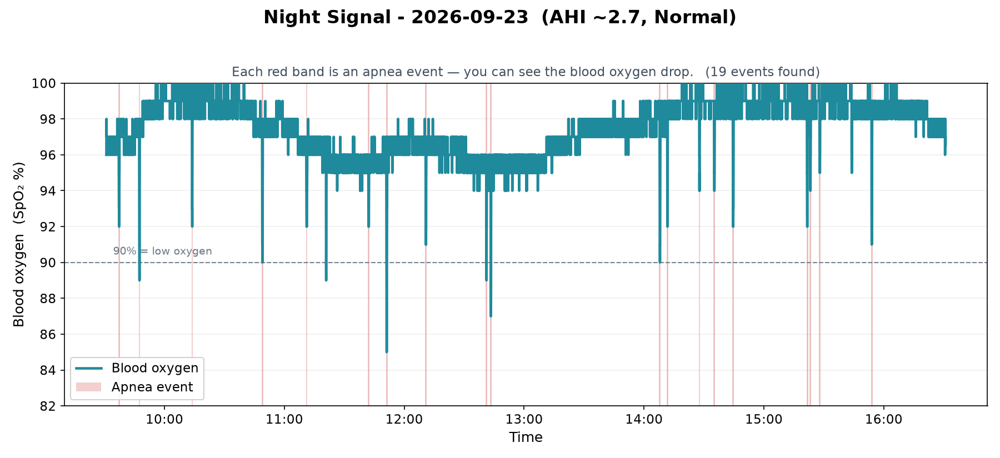 Night Signal - 2026-09-23  (AHI ~2.7, Normal)
Each red band is an apnea event — you can see the blood oxygen drop.   (19 events found)
Blood oxygen  (SpO₂ %)
100
98
96
94
92
90
88
86
84
82
90% = low oxygen
Blood oxygen
Apnea event
10:00
11:00
12:00
13:00
14:00
15:00
16:00
Time